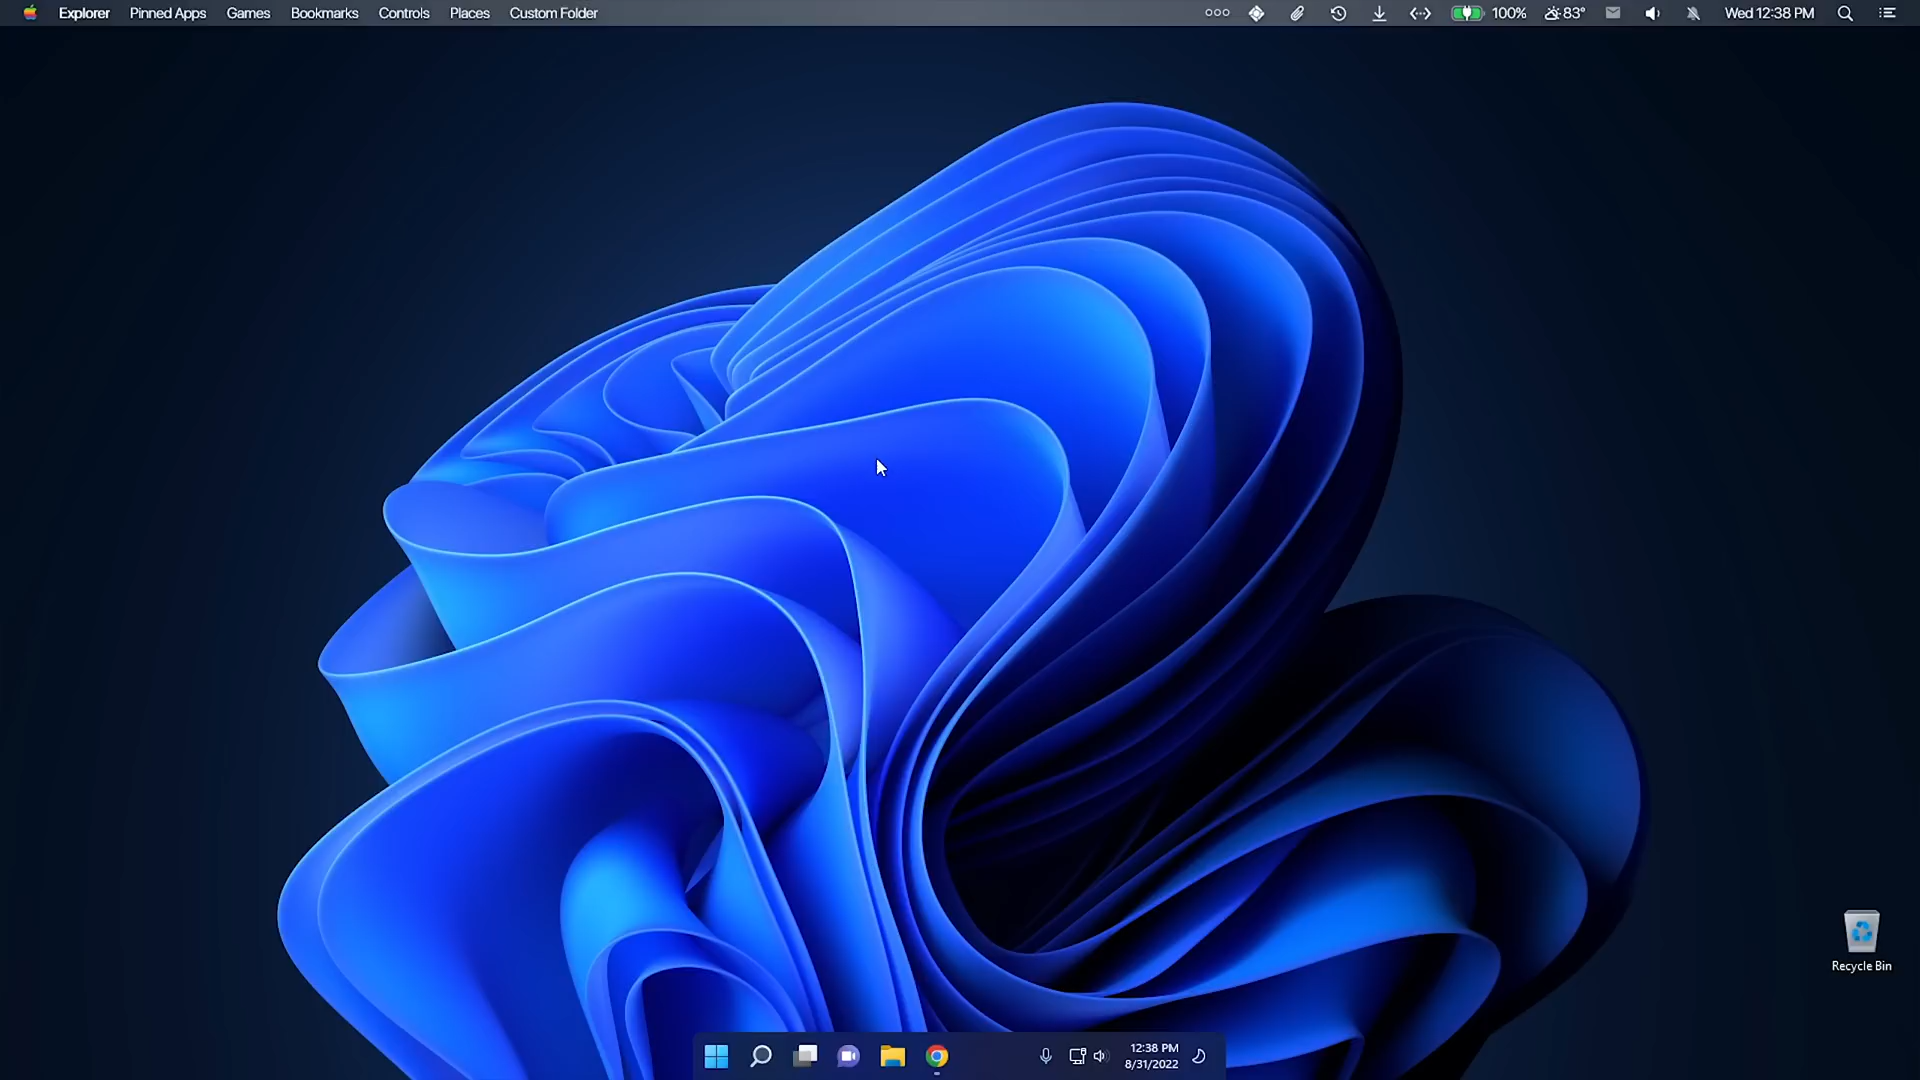 Explorer Pinned Apps Games Bookmarks Controls Places Custom Folder 100% 83° Wed 12:38 PM
Recycle Bin
12:38 PM
8/31/2022